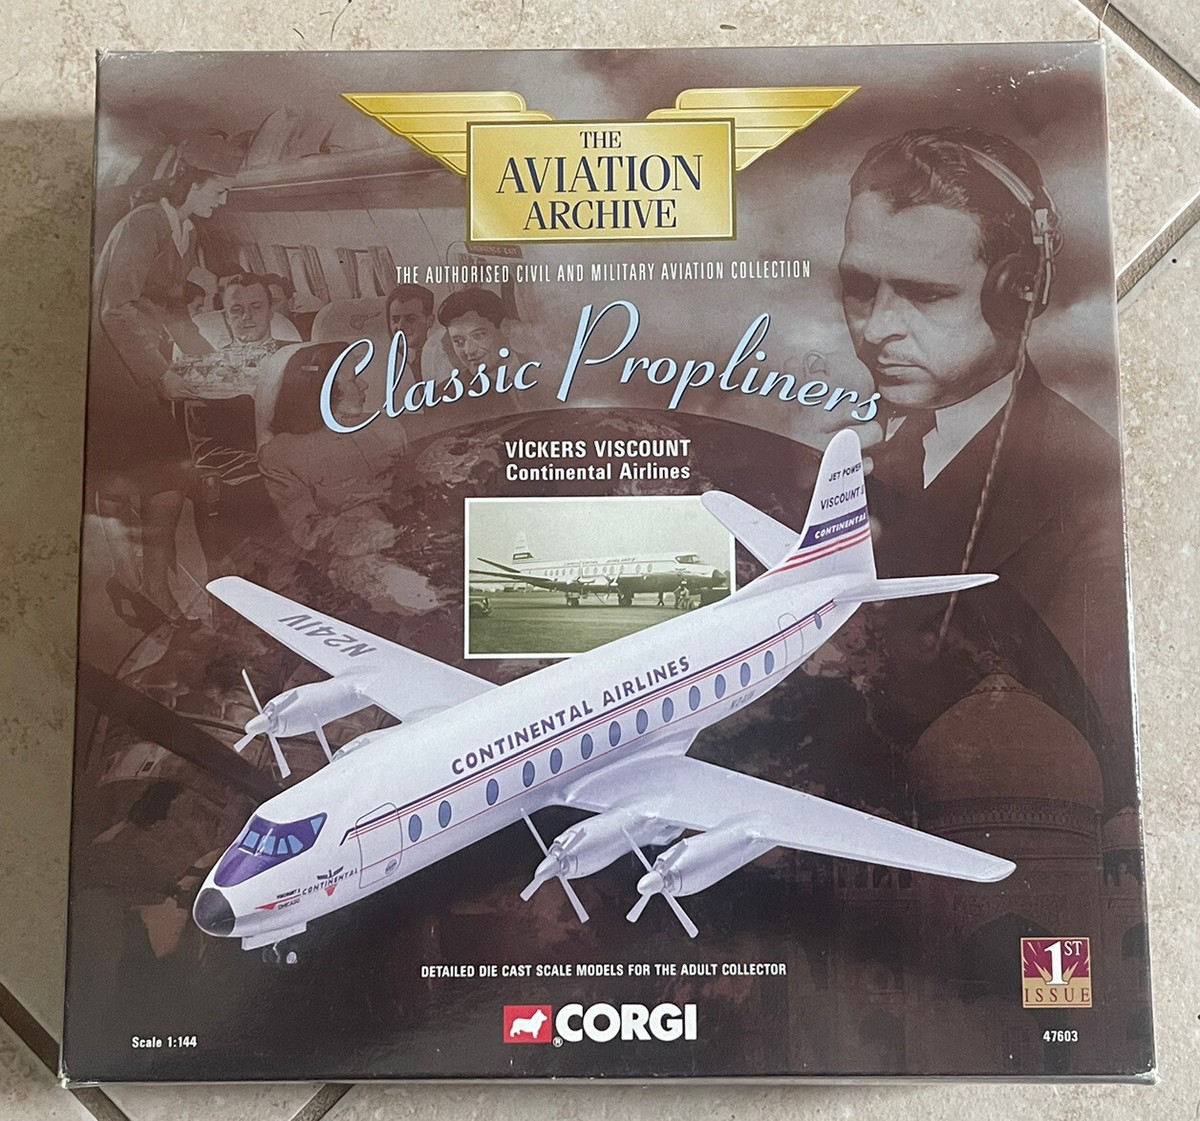 THE
AVIATION
ARCHIVE
THE AUTHORISED CIVIL AND MILITARY AVIATION COLLECTION
Classic Propliners
VICKERS VISCOUNT
Continental Airlines
JET POWER
VISCOUNT
CONTINENTAL
N241V
CONTINENTAL AIRLINES
CONTINENTAL
CHICAGO
DETAILED DIE CAST SCALE MODELS FOR THE ADULT COLLECTOR
1ST
ISSUE
CORGI
®
Scale 1:144
47603